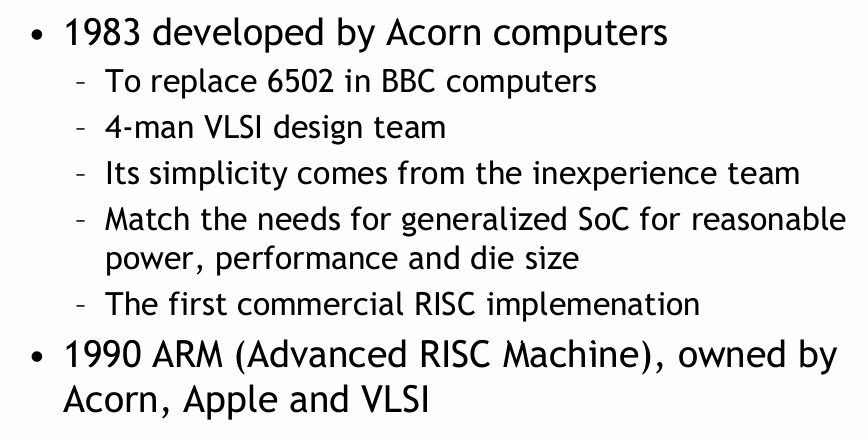 • 1983 developed by Acorn computers
– To replace 6502 in BBC computers
– 4-man VLSI design team
– Its simplicity comes from the inexperience team
– Match the needs for generalized SoC for reasonable
power, performance and die size
– The first commercial RISC implemenation
• 1990 ARM (Advanced RISC Machine), owned by
Acorn, Apple and VLSI